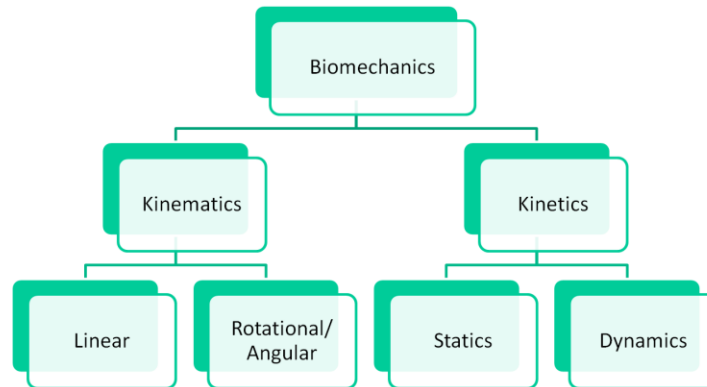 Biomechanics
Kinematics
Kinetics
Linear
Rotational/
Angular
Statics
Dynamics